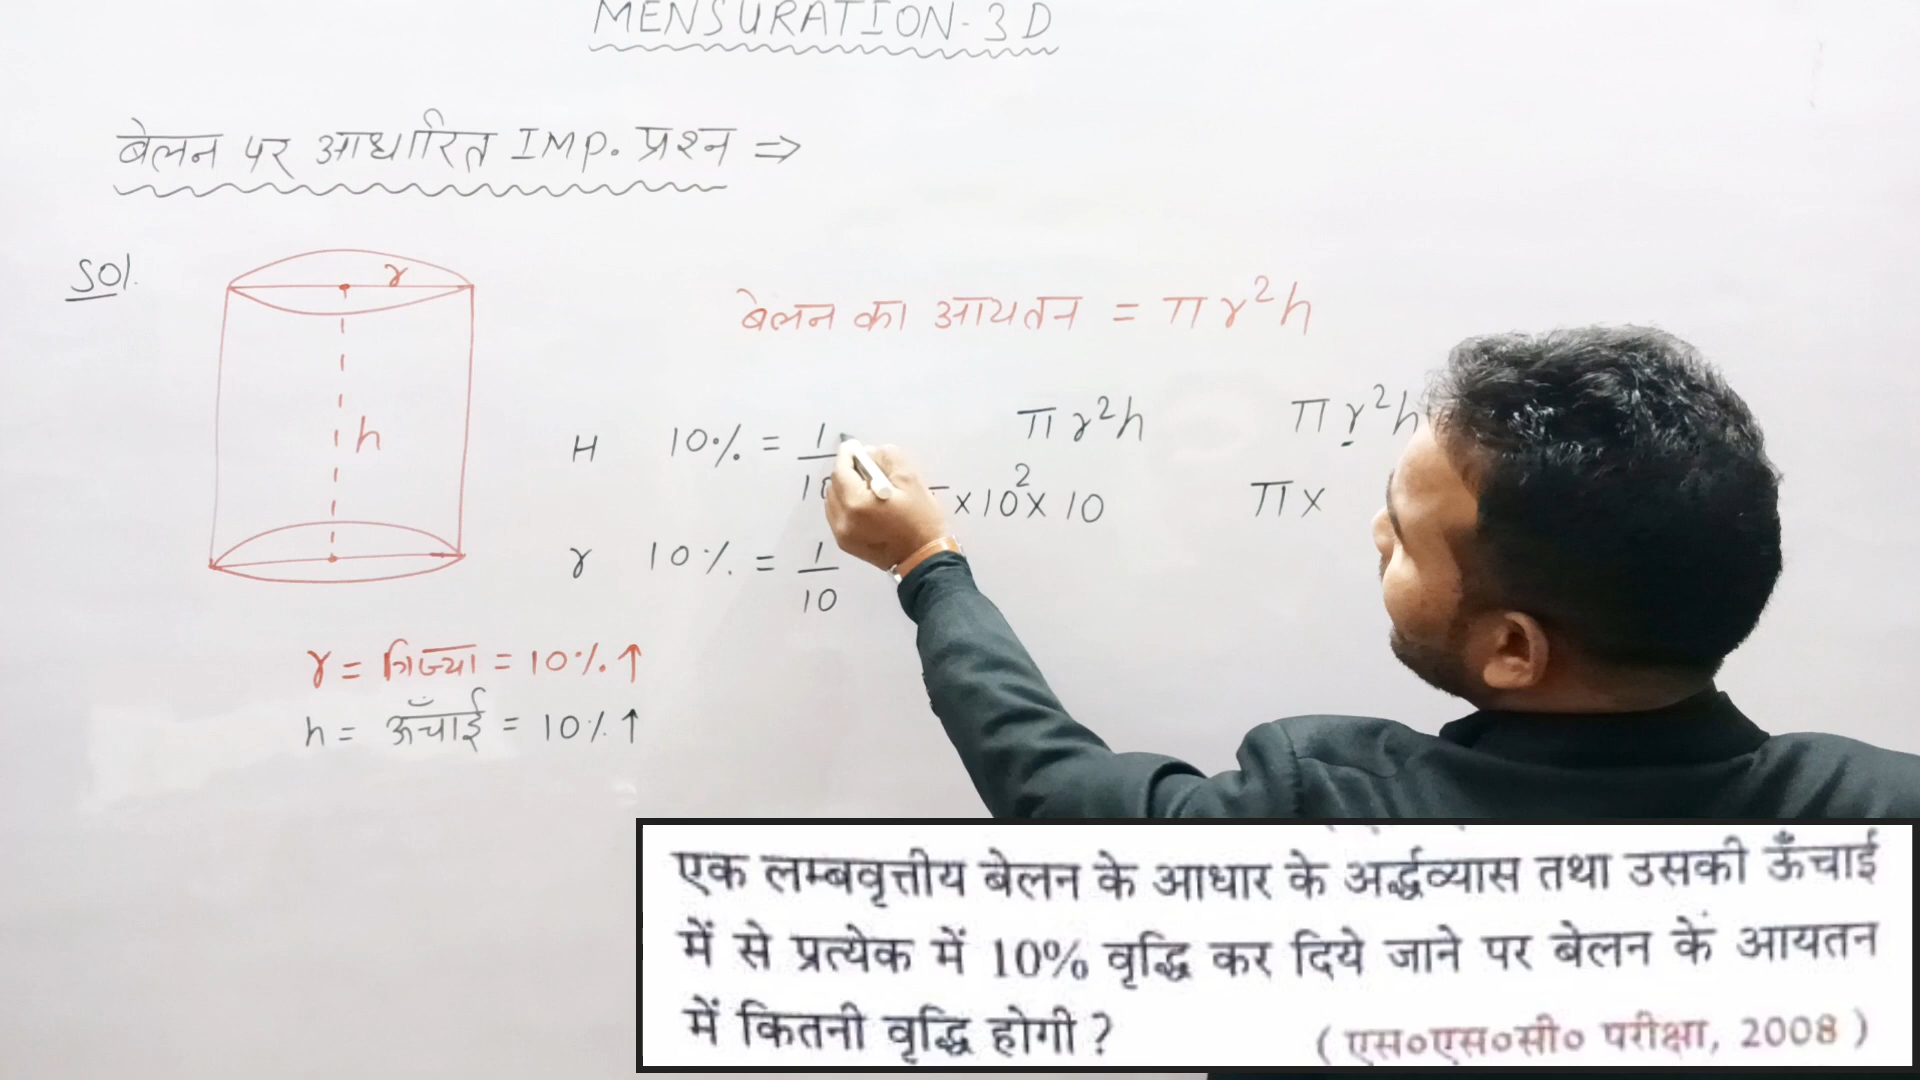 MENSURATION-3D
बेलन पर आधारित IMP. प्रश्न ⇒
Sol.
r
h
बेलन का आयतन = πr²h
H 10% = 1/10
πr²h
πr²h
×10²×10
π×
r 10% = 1/10
r = त्रिज्या = 10% ↑
h = ऊँचाई = 10% ↑
एक लम्बवृत्तीय बेलन के आधार के अर्द्धव्यास तथा उसकी ऊँचाई
में से प्रत्येक में 10% वृद्धि कर दिये जाने पर बेलन के आयतन
में कितनी वृद्धि होगी ?
( एस०एस०सी० परीक्षा, 2008 )